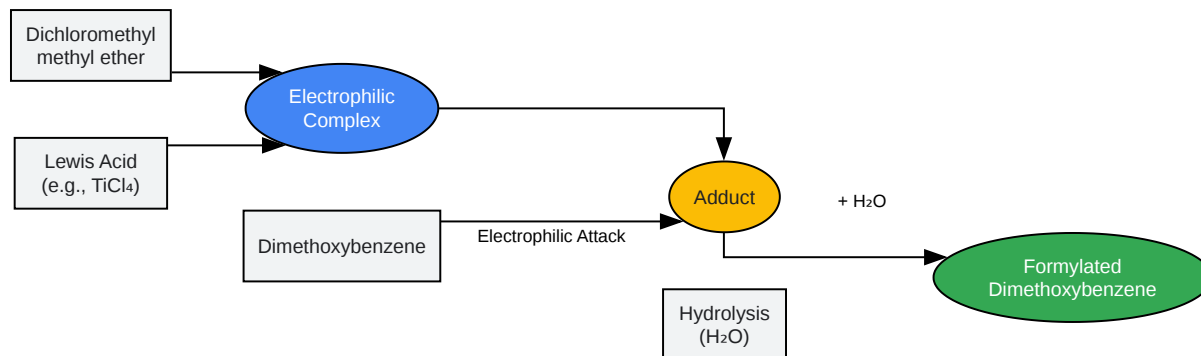 Dichloromethyl
methyl ether
Electrophilic
Complex
Lewis Acid
(e.g., TiCl₄)
Adduct
+ H₂O
Dimethoxybenzene
Electrophilic Attack
Formylated
Dimethoxybenzene
Hydrolysis
(H₂O)